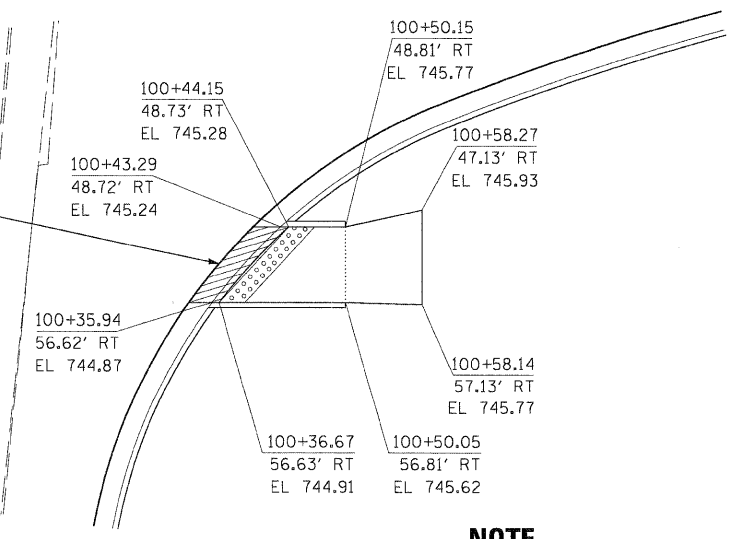 100+50.15
48.81' RT
EL 745.77
100+44.15
48.73' RT
EL 745.28
100+58.27
47.13' RT
EL 745.93
100+43.29
48.72' RT
EL 745.24
100+35.94
56.62' RT
EL 744.87
100+58.14
57.13' RT
EL 745.77
100+36.67
56.63' RT
EL 744.91
100+50.05
56.81' RT
EL 745.62
NOTE